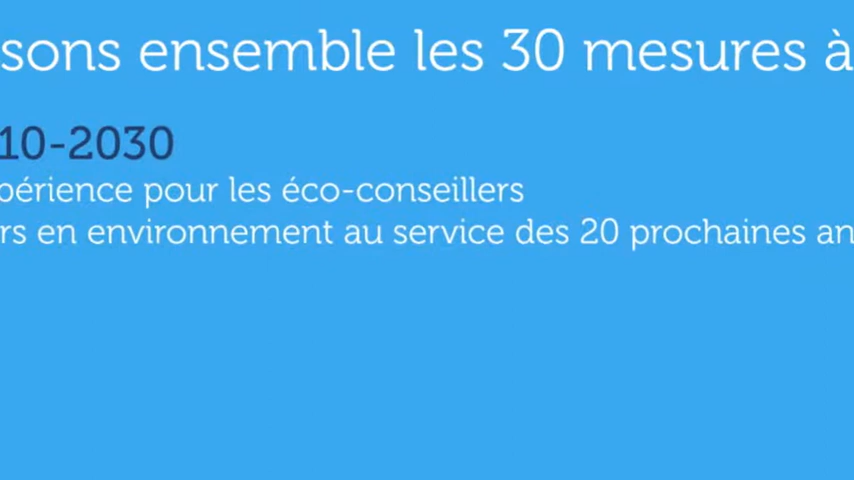 sons ensemble les 30 mesures à
10-2030
périence pour les éco-conseillers
rs en environnement au service des 20 prochaines an